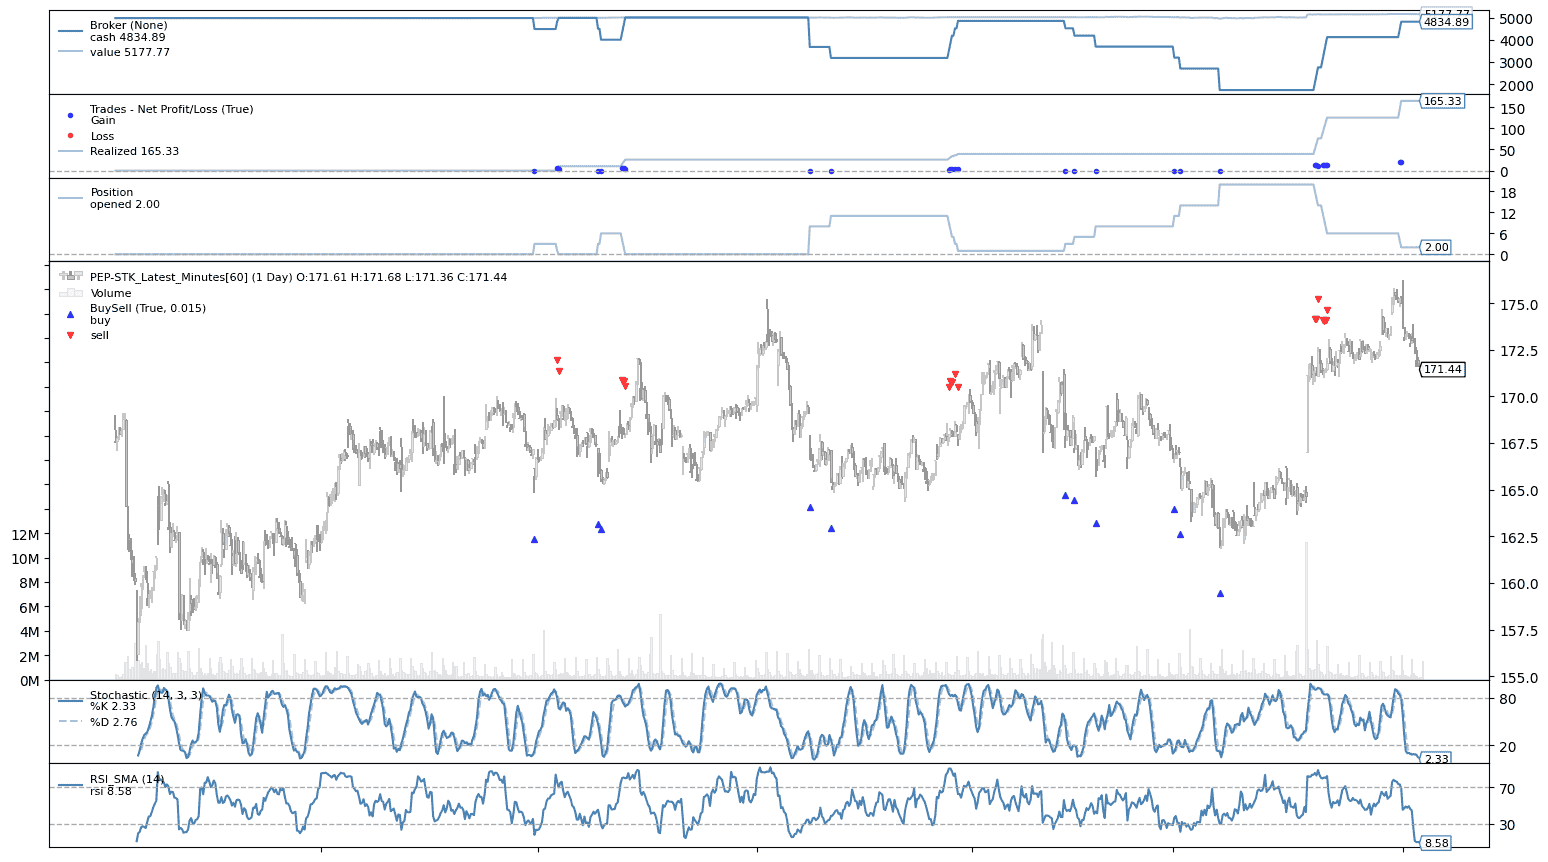 Broker (None)
cash 4834.89
value 5177.77
5177.77
4834.89
5000
4000
3000
2000
Trades - Net Profit/Loss (True)
Gain
Loss
Realized 165.33
165.33
150
100
50
0
Position
opened 2.00
18
12
6
2.00
0
PEP-STK_Latest_Minutes[60] (1 Day) O:171.61 H:171.68 L:171.36 C:171.44
Volume
BuySell (True, 0.015)
buy
sell
175.0
172.5
171.44
170.0
167.5
165.0
162.5
160.0
157.5
155.0
12M
10M
8M
6M
4M
2M
0M
Stochastic (14, 3, 3)
%K 2.33
%D 2.76
80
20
2.33
RSI_SMA (14)
rsi 8.58
70
30
8.58